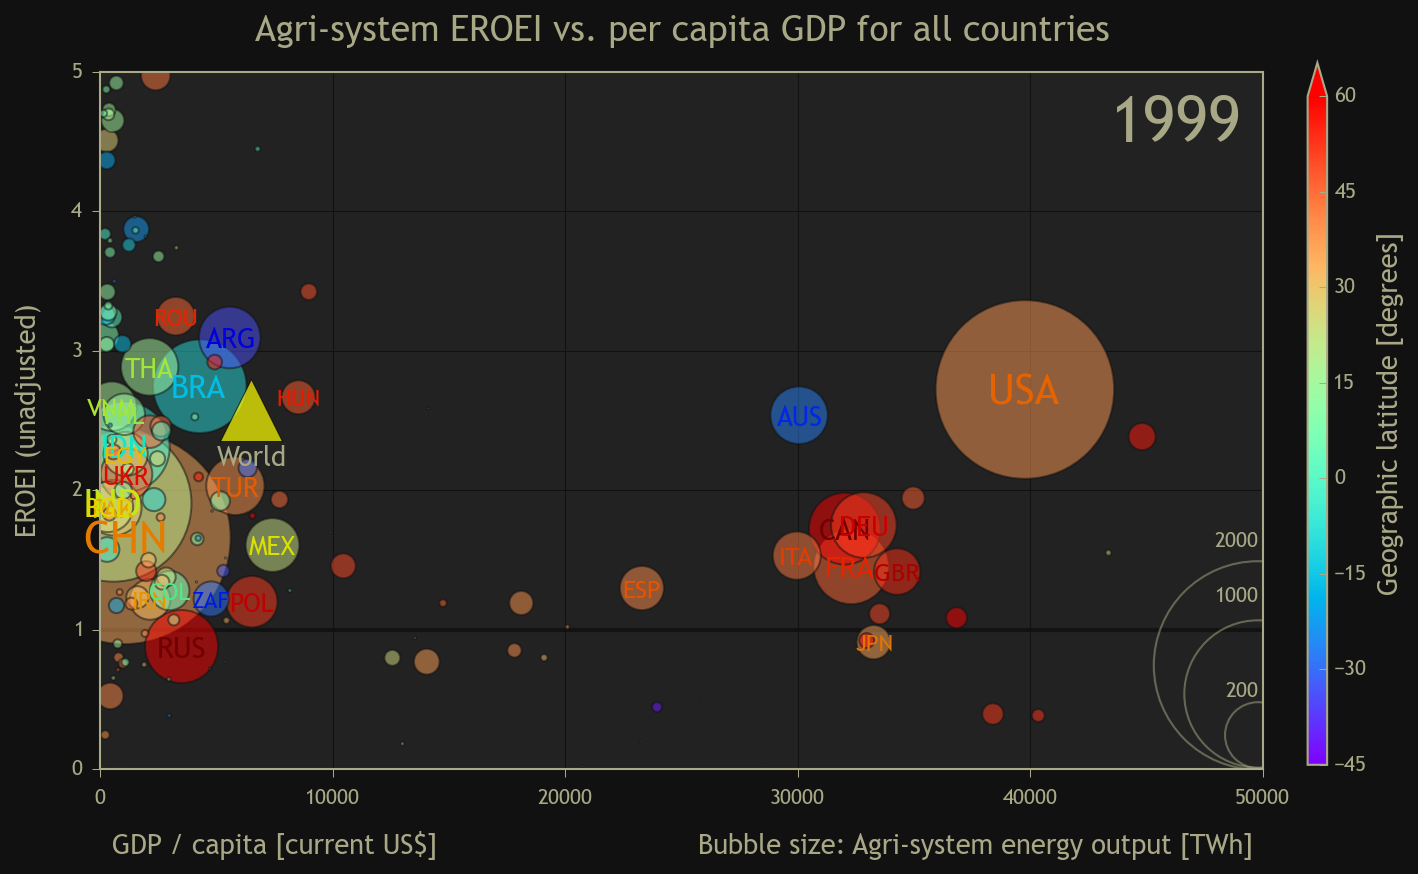 Agri-system EROEI vs. per capita GDP for all countries
1999
EROEI (unadjusted)
5
4
3
2
1
0
0
10000
20000
30000
40000
50000
GDP / capita [current US$]
Bubble size: Agri-system energy output [TWh]
Geographic latitude [degrees]
60
45
30
15
0
−15
−30
−45
2000
1000
200
ROU
ARG
THA
BRA
HUN
USA
AUS
World
VNM
IDN
UKR
TUR
IND
CHN
MEX
CAN
DEU
ITA
FRA
GBR
ESP
IRN
COL
ZAF
POL
RUS
JPN